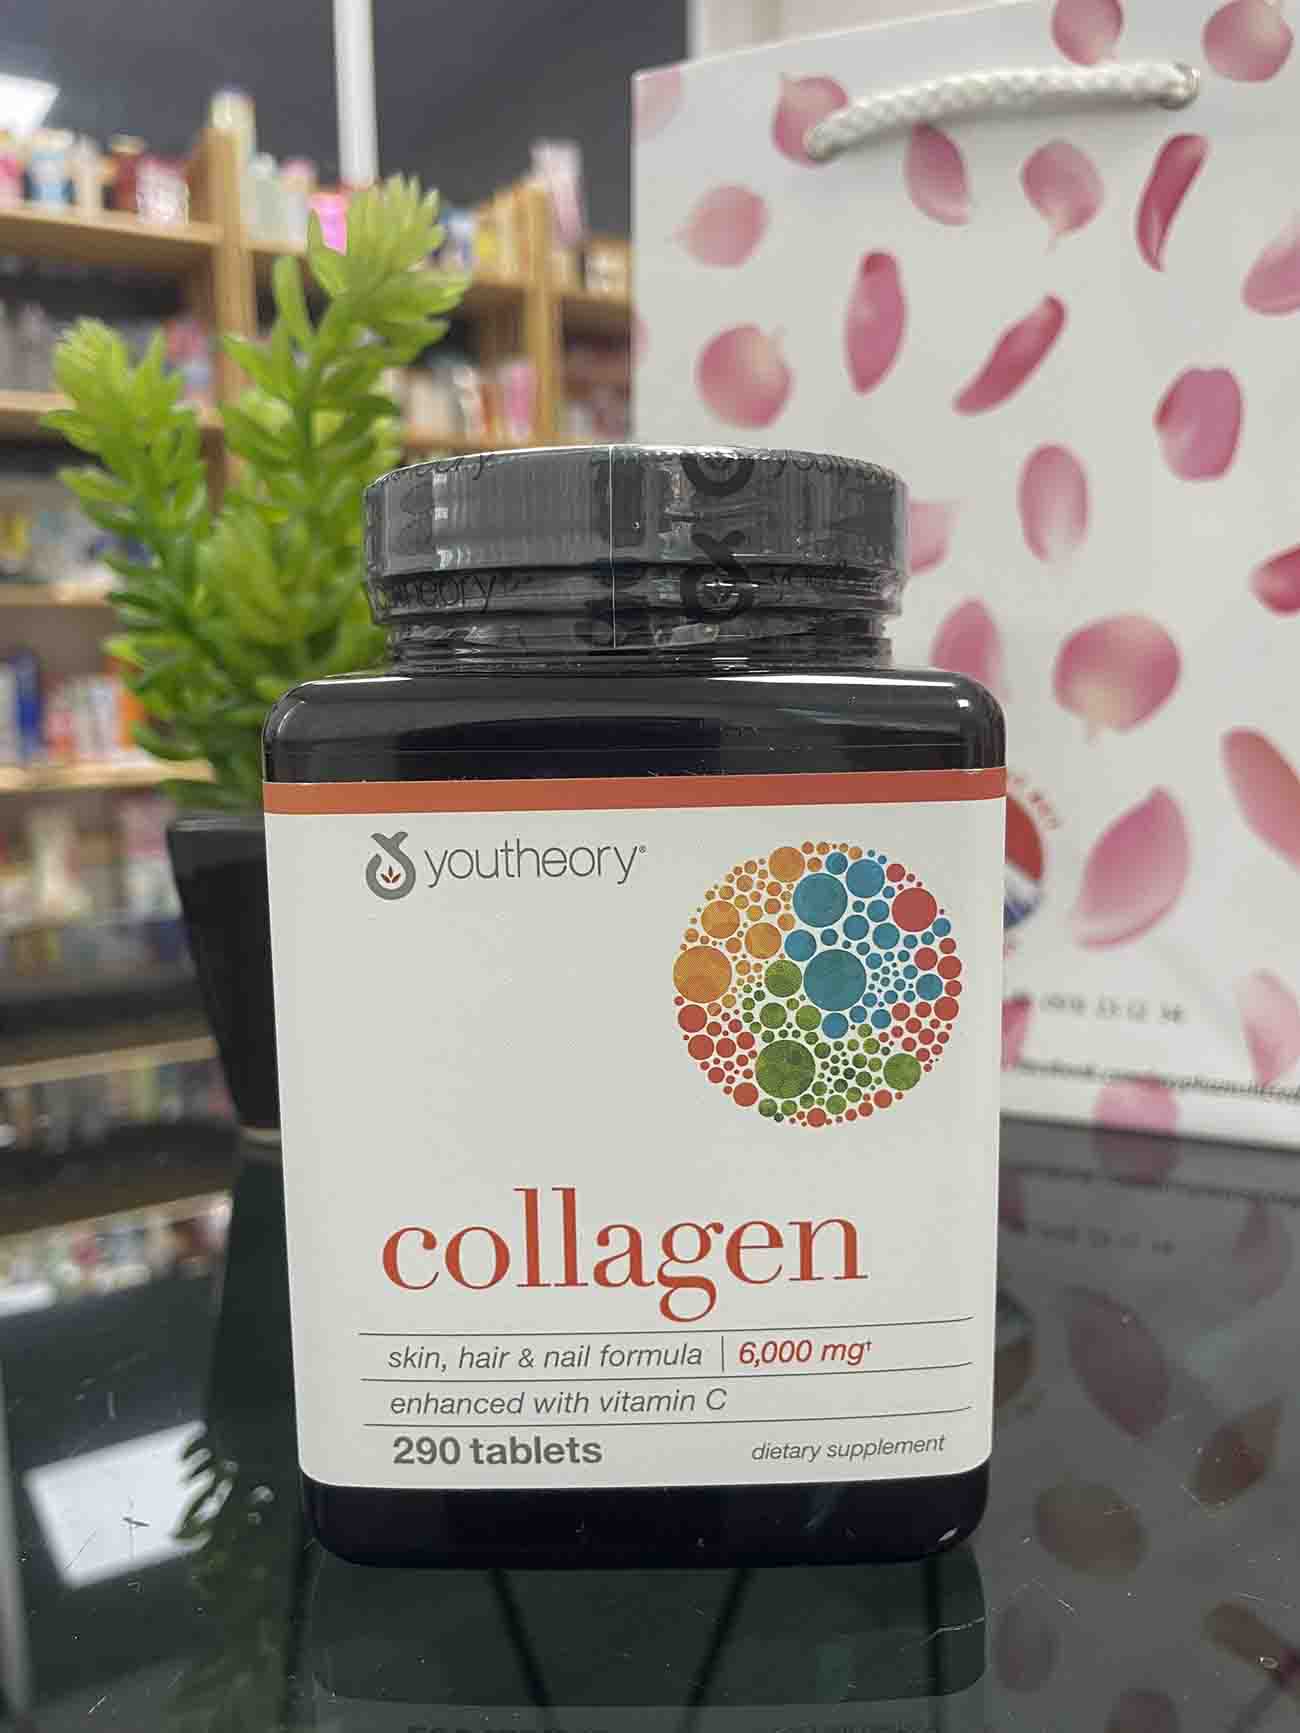 youtheory®
collagen
skin, hair & nail formula | 6,000 mg†
enhanced with vitamin C
290 tablets
dietary supplement